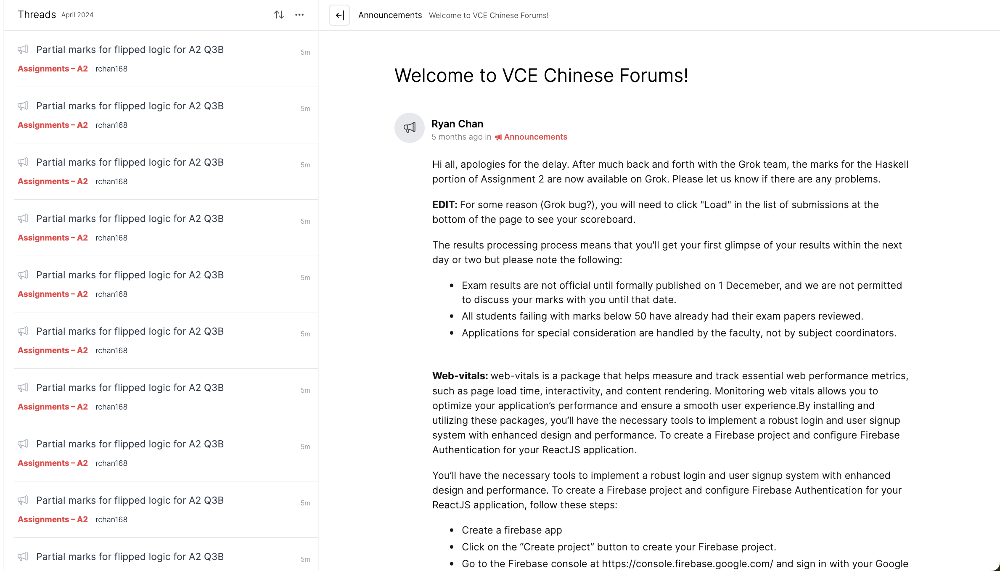 Threads April 2024
Partial marks for flipped logic for A2 Q3B
5m
Assignments – A2 rchan168
Partial marks for flipped logic for A2 Q3B
5m
Assignments – A2 rchan168
Partial marks for flipped logic for A2 Q3B
5m
Assignments – A2 rchan168
Partial marks for flipped logic for A2 Q3B
5m
Assignments – A2 rchan168
Partial marks for flipped logic for A2 Q3B
5m
Assignments – A2 rchan168
Partial marks for flipped logic for A2 Q3B
5m
Assignments – A2 rchan168
Partial marks for flipped logic for A2 Q3B
5m
Assignments – A2 rchan168
Partial marks for flipped logic for A2 Q3B
5m
Assignments – A2 rchan168
Partial marks for flipped logic for A2 Q3B
5m
Assignments – A2 rchan168
Partial marks for flipped logic for A2 Q3B
5m
Announcements Welcome to VCE Chinese Forums!
Welcome to VCE Chinese Forums!
Ryan Chan
5 months ago in Announcements
Hi all, apologies for the delay. After much back and forth with the Grok team, the marks for the Haskell
portion of Assignment 2 are now available on Grok. Please let us know if there are any problems.
EDIT: For some reason (Grok bug?), you will need to click "Load" in the list of submissions at the
bottom of the page to see your scoreboard.
The results processing process means that you'll get your first glimpse of your results within the next
day or two but please note the following:
• Exam results are not official until formally published on 1 Decemeber, and we are not permitted
to discuss your marks with you until that date.
• All students failing with marks below 50 have already had their exam papers reviewed.
• Applications for special consideration are handled by the faculty, not by subject coordinators.
Web-vitals: web-vitals is a package that helps measure and track essential web performance metrics,
such as page load time, interactivity, and content rendering. Monitoring web vitals allows you to
optimize your application’s performance and ensure a smooth user experience.By installing and
utilizing these packages, you’ll have the necessary tools to implement a robust login and user signup
system with enhanced design and performance. To create a Firebase project and configure Firebase
Authentication for your ReactJS application.
You’ll have the necessary tools to implement a robust login and user signup system with enhanced
design and performance. To create a Firebase project and configure Firebase Authentication for your
ReactJS application, follow these steps:
• Create a firebase app
• Click on the “Create project” button to create your Firebase project.
• Go to the Firebase console at https://console.firebase.google.com/ and sign in with your Google